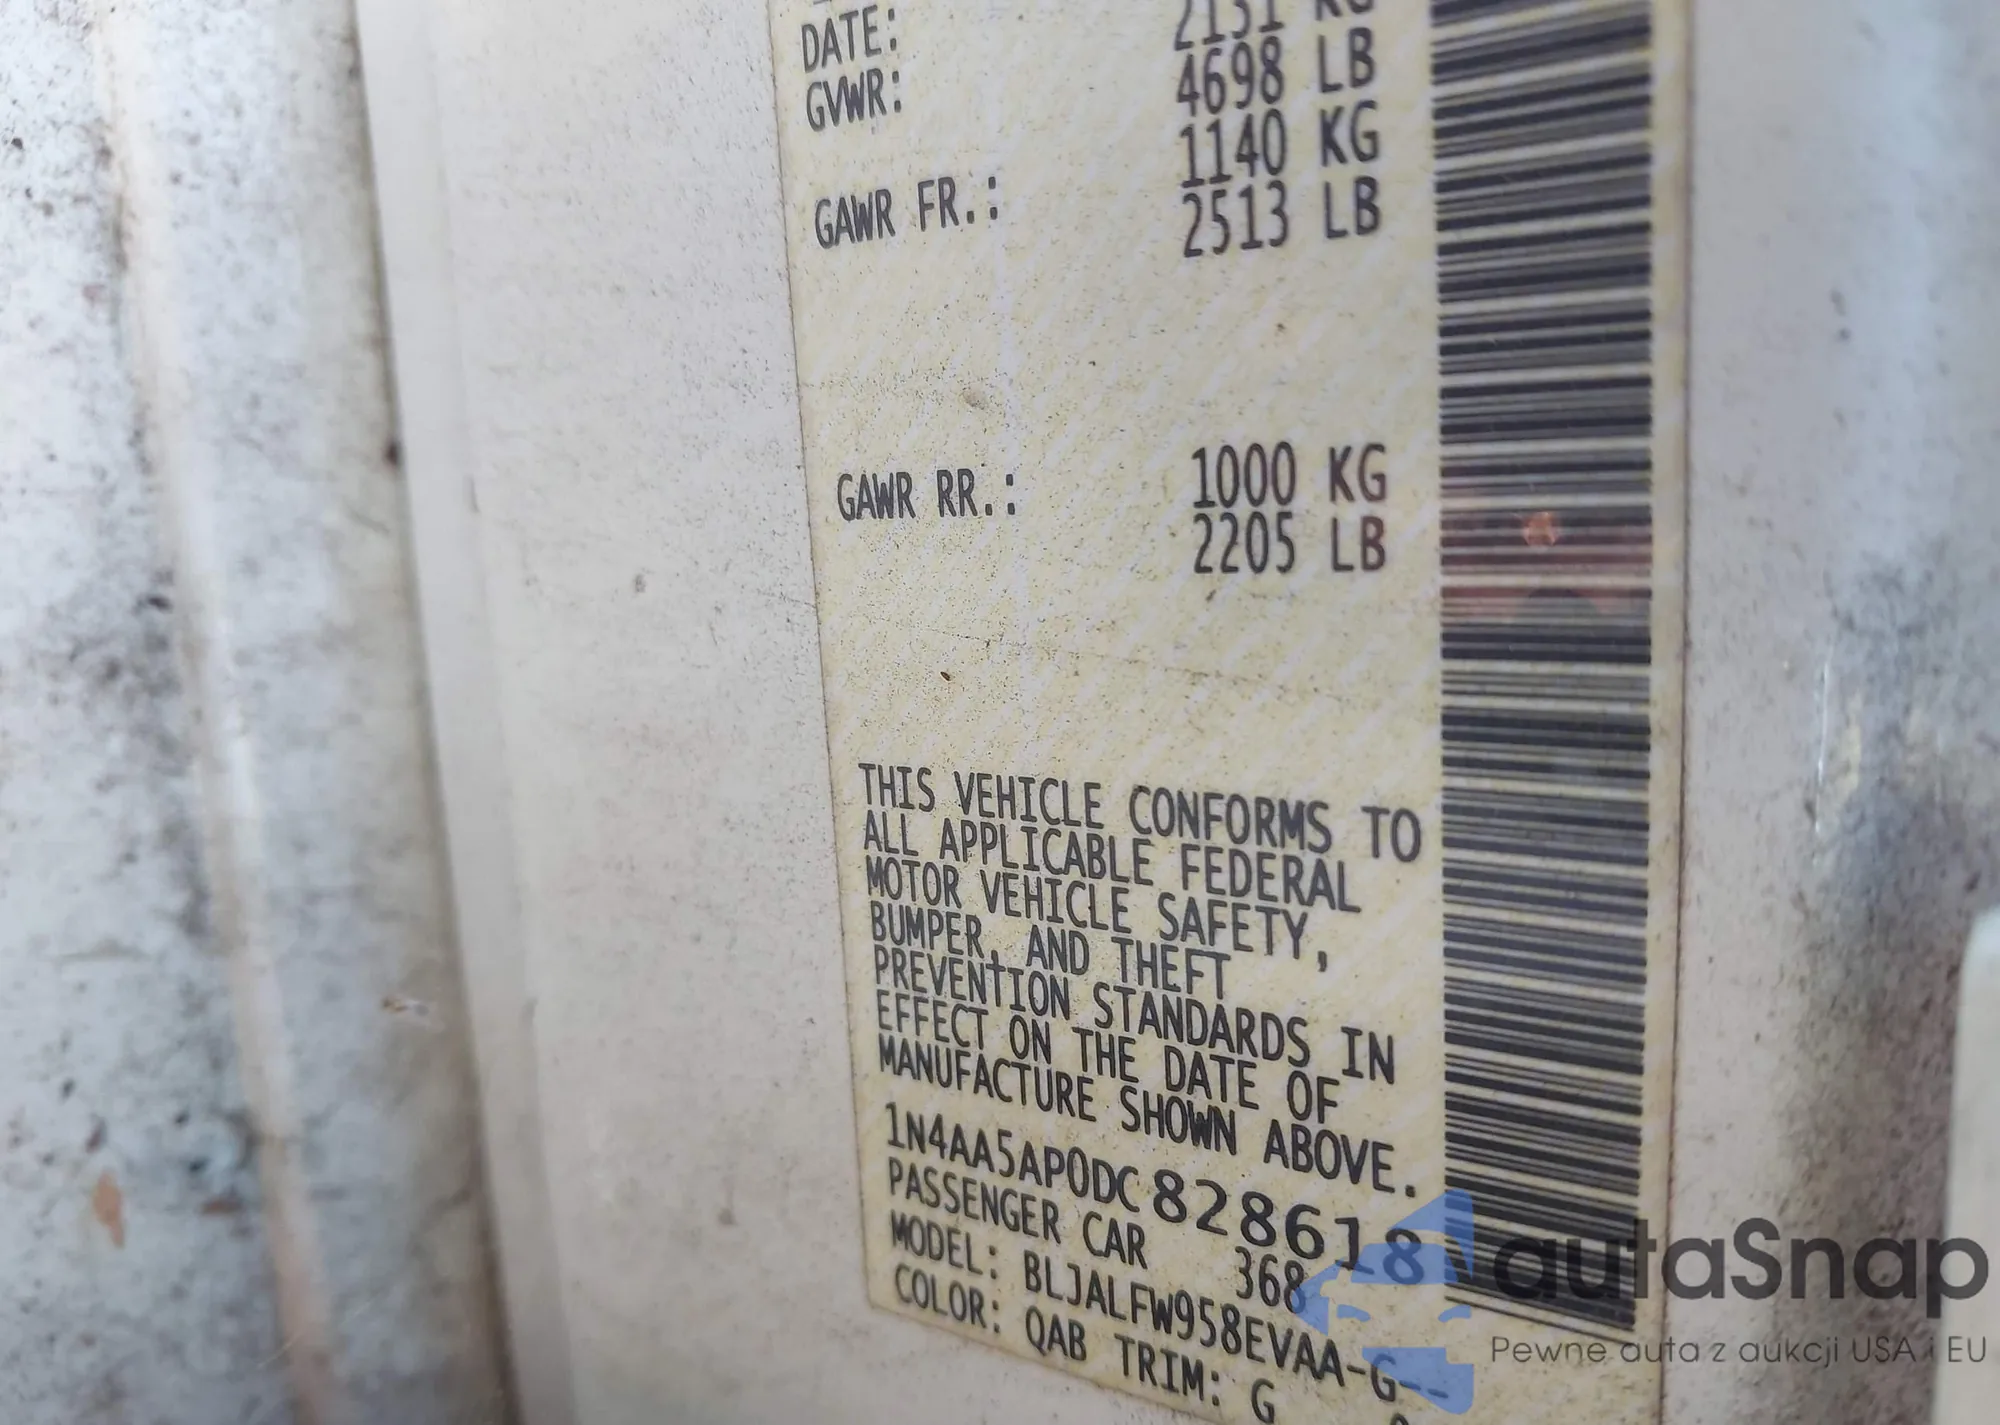 DATE:
GVWR: 2131 KG
4698 LB
GAWR FR.: 1140 KG
2513 LB
GAWR RR.: 1000 KG
2205 LB
THIS VEHICLE CONFORMS TO
ALL APPLICABLE FEDERAL
MOTOR VEHICLE SAFETY,
BUMPER, AND THEFT
PREVENTION STANDARDS IN
EFFECT ON THE DATE OF
MANUFACTURE SHOWN ABOVE.
1N4AA5AP0DC828618
PASSENGER CAR 368
MODEL: BLJALFW958EVAA-G--
COLOR: QAB TRIM: G
autaSnap
Pewne auta z aukcji USA i EU